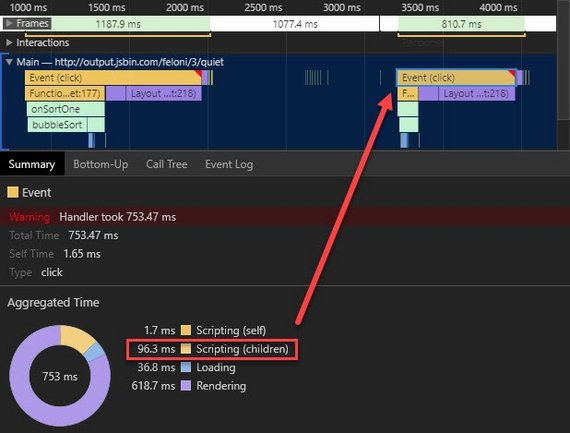 1000 ms 1500 ms 2000 ms 2500 ms 3000 ms 3500 ms 4000 ms
▼ Frames 1187.9 ms 1077.4 ms 810.7 ms
▶ Interactions
▼ Main — http://output.jsbin.com/feloni/3/quiet
Event (click) Event (click)
Functio...et:177) Layout ...t:218) F... Layout ...t:218)
onSortOne
bubbleSort
Summary Bottom-Up Call Tree Event Log
Event
Warning Handler took 753.47 ms
Total Time 753.47 ms
Self Time 1.65 ms
Type click
Aggregated Time
1.7 ms Scripting (self)
96.3 ms Scripting (children)
753 ms
36.8 ms Loading
618.7 ms Rendering